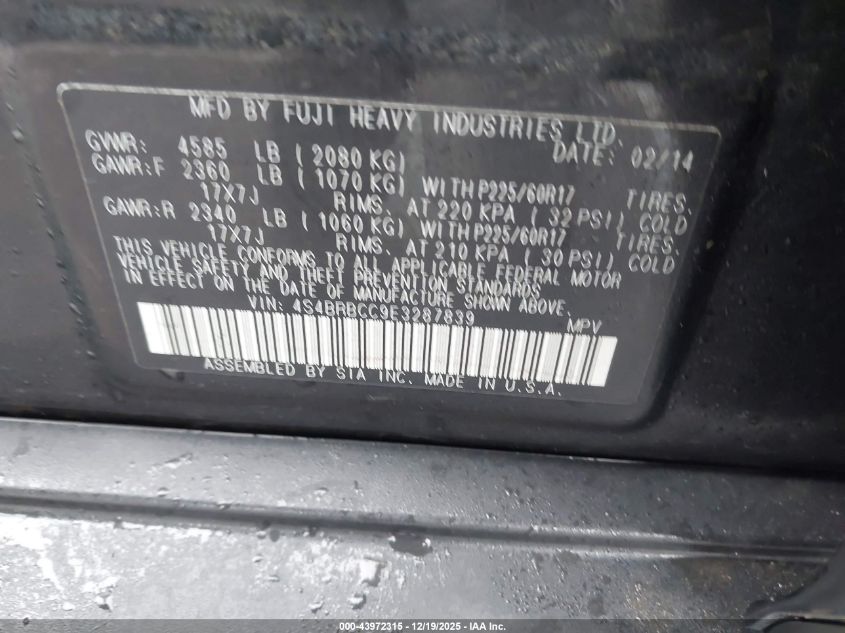 MFD BY FUJI HEAVY INDUSTRIES LTD.
DATE: 02/14
GVWR: 4585 LB ( 2080 KG)
GAWR:F 2360 LB ( 1070 KG) WITH P225/60R17 TIRES.
17X7J RIMS. AT 220 KPA ( 32 PSI) COLD
GAWR:R 2340 LB ( 1060 KG) WITH P225/60R17 TIRES.
17X7J RIMS. AT 210 KPA ( 30 PSI) COLD
THIS VEHICLE CONFORMS TO ALL APPLICABLE FEDERAL MOTOR
VEHICLE SAFETY AND THEFT PREVENTION STANDARDS
IN EFFECT ON THE DATE OF MANUFACTURE SHOWN ABOVE.
VIN: 4S4BRBCC9E3287839 MPV
ASSEMBLED BY SIA INC. MADE IN U.S.A.
000-43972315 - 12/19/2025 - IAA Inc.